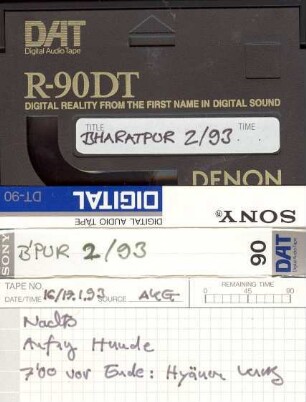 DAT
Digital Audio Tape
R-90DT
DIGITAL REALITY FROM THE FIRST NAME IN DIGITAL SOUND
TITLE TIME
BHARATPUR 2/93
DENON
DT-90 DIGITAL SONY®
DIGITAL AUDIO TAPE
SONY B'PUR 2/93 90 DAT
TAPE NO. REMAINING TIME
DATE/TIME 16/19.1.93 SOURCE AKG 0 45 90
Nachts
Anfang Hunde
7'00 vor Ende: Hyänen